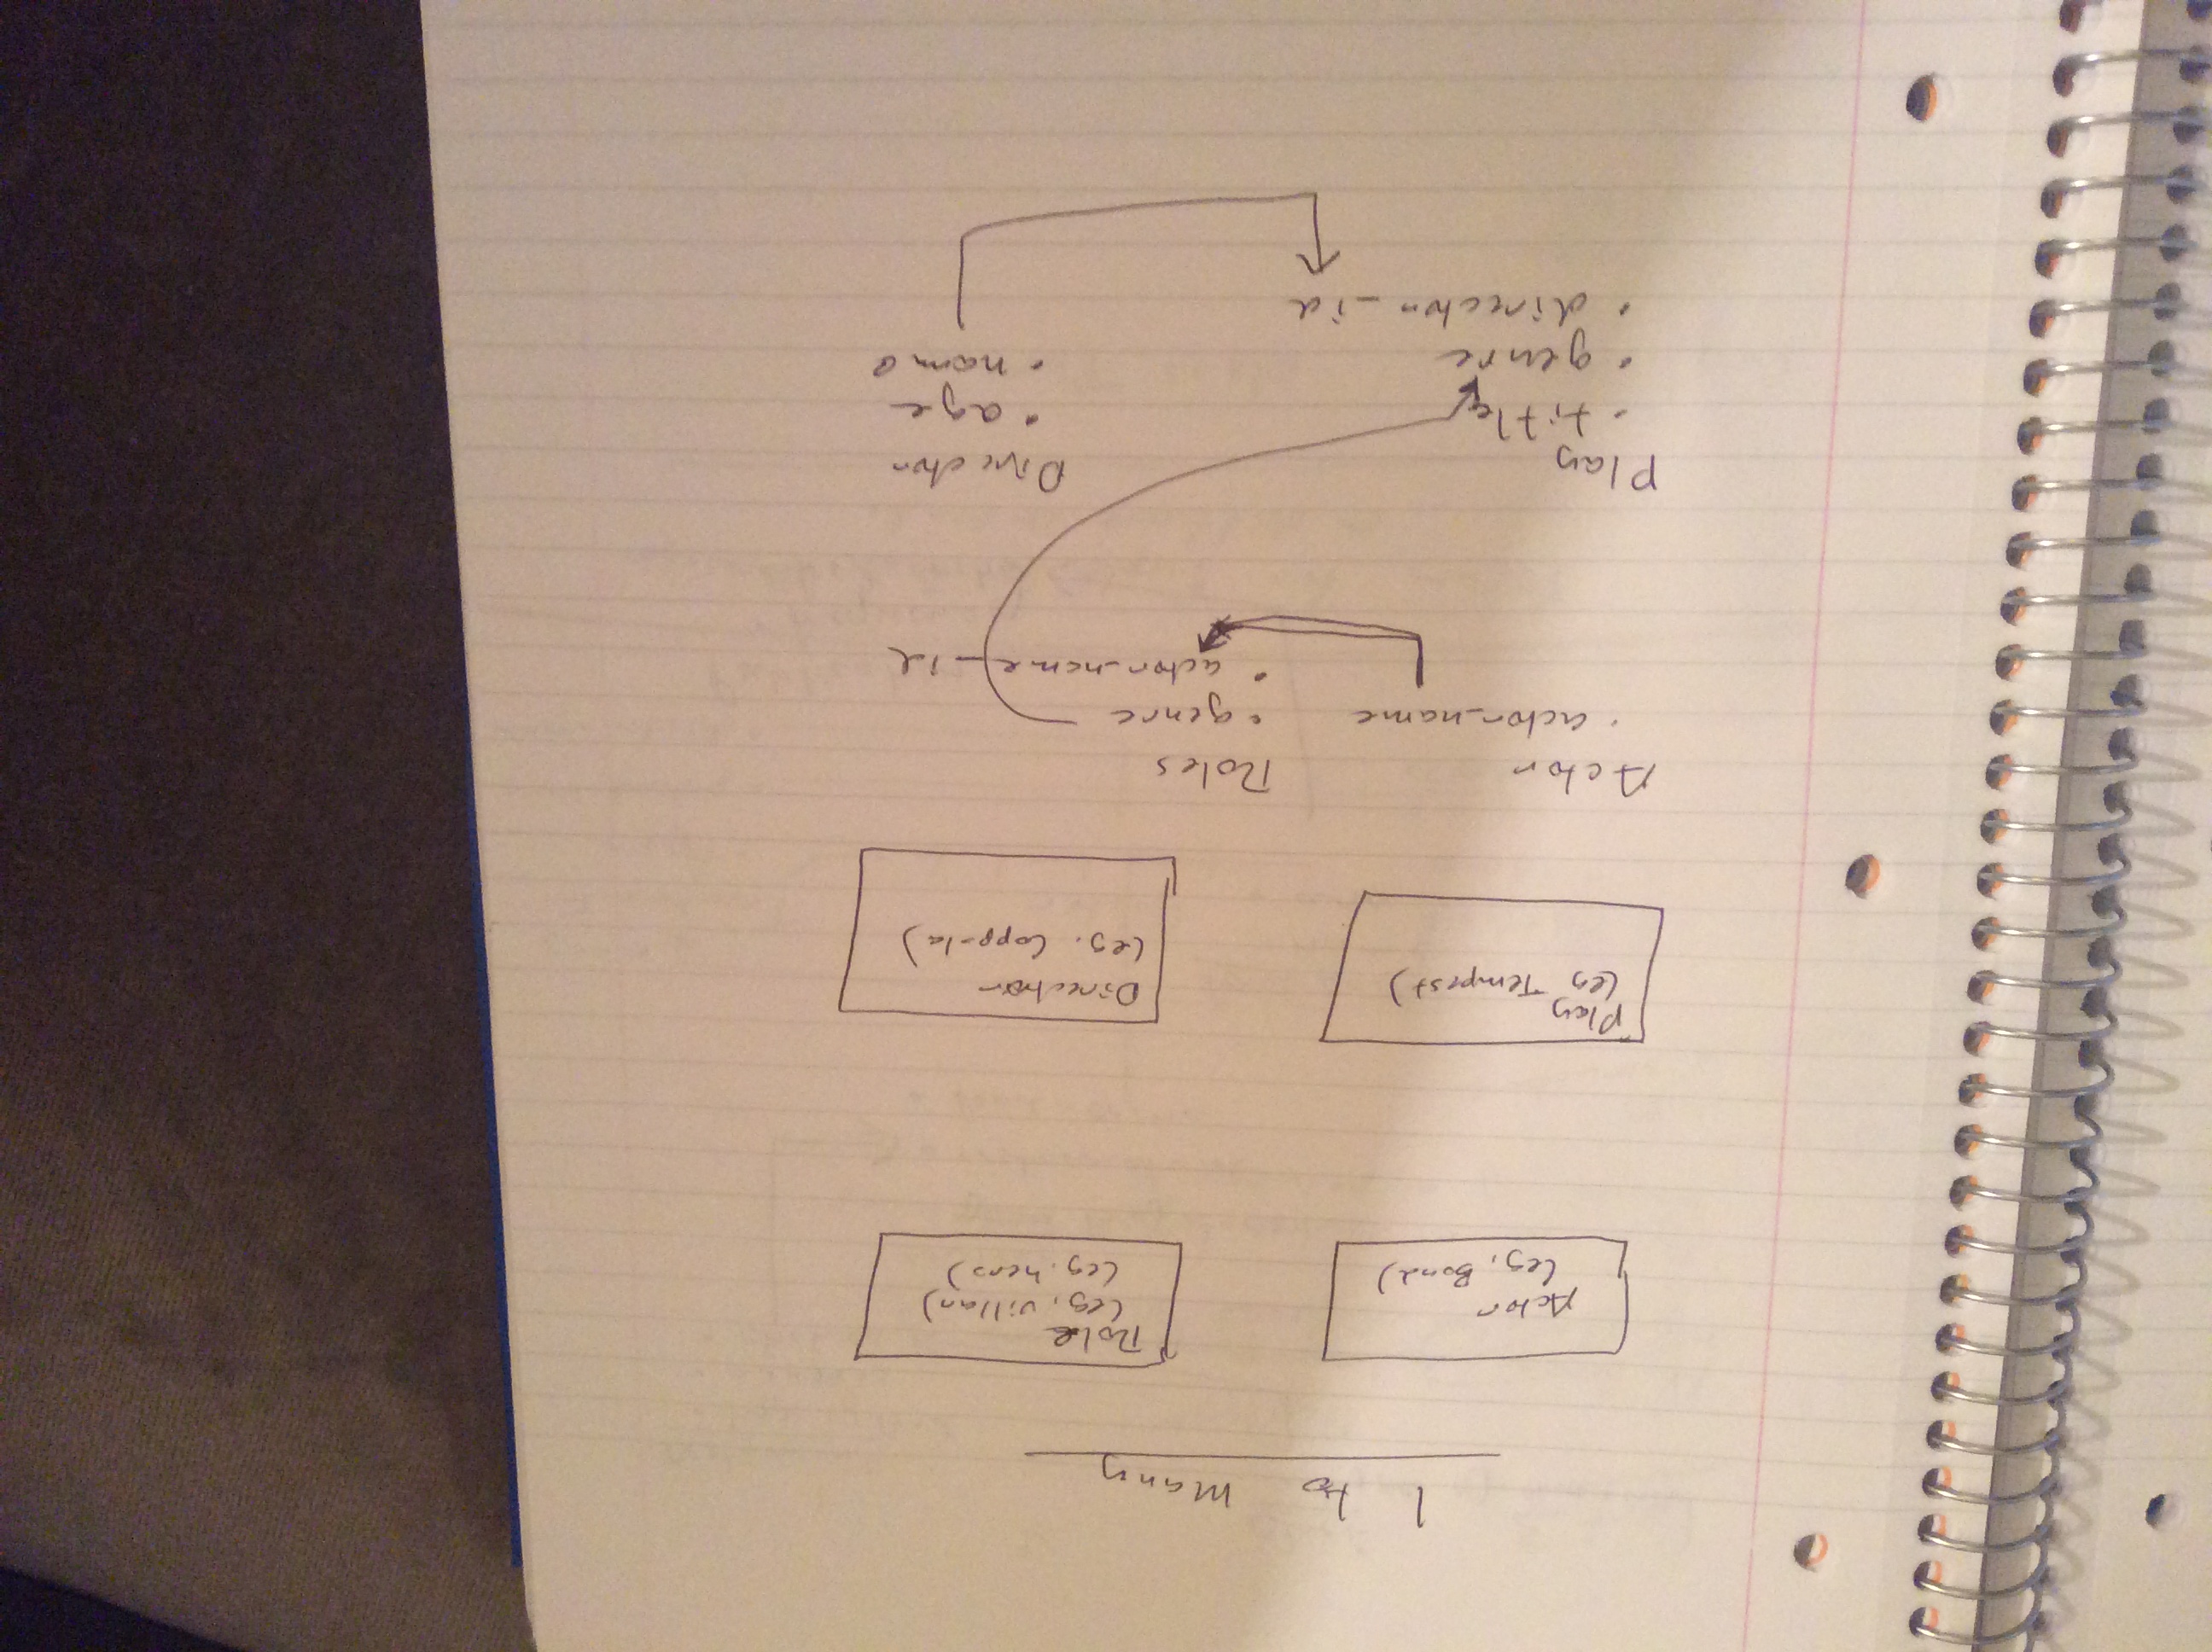 1 to Many
Actor
(eg, Bond)
Role
(eg, villan)
(eg. hero)
Play
(eg Tempest)
Director
(eg. Coppola)
Actor
· actor_name
Roles
· genre
· actor_name_id
Play
· title
· genre
· director_id
Director
· age
· name